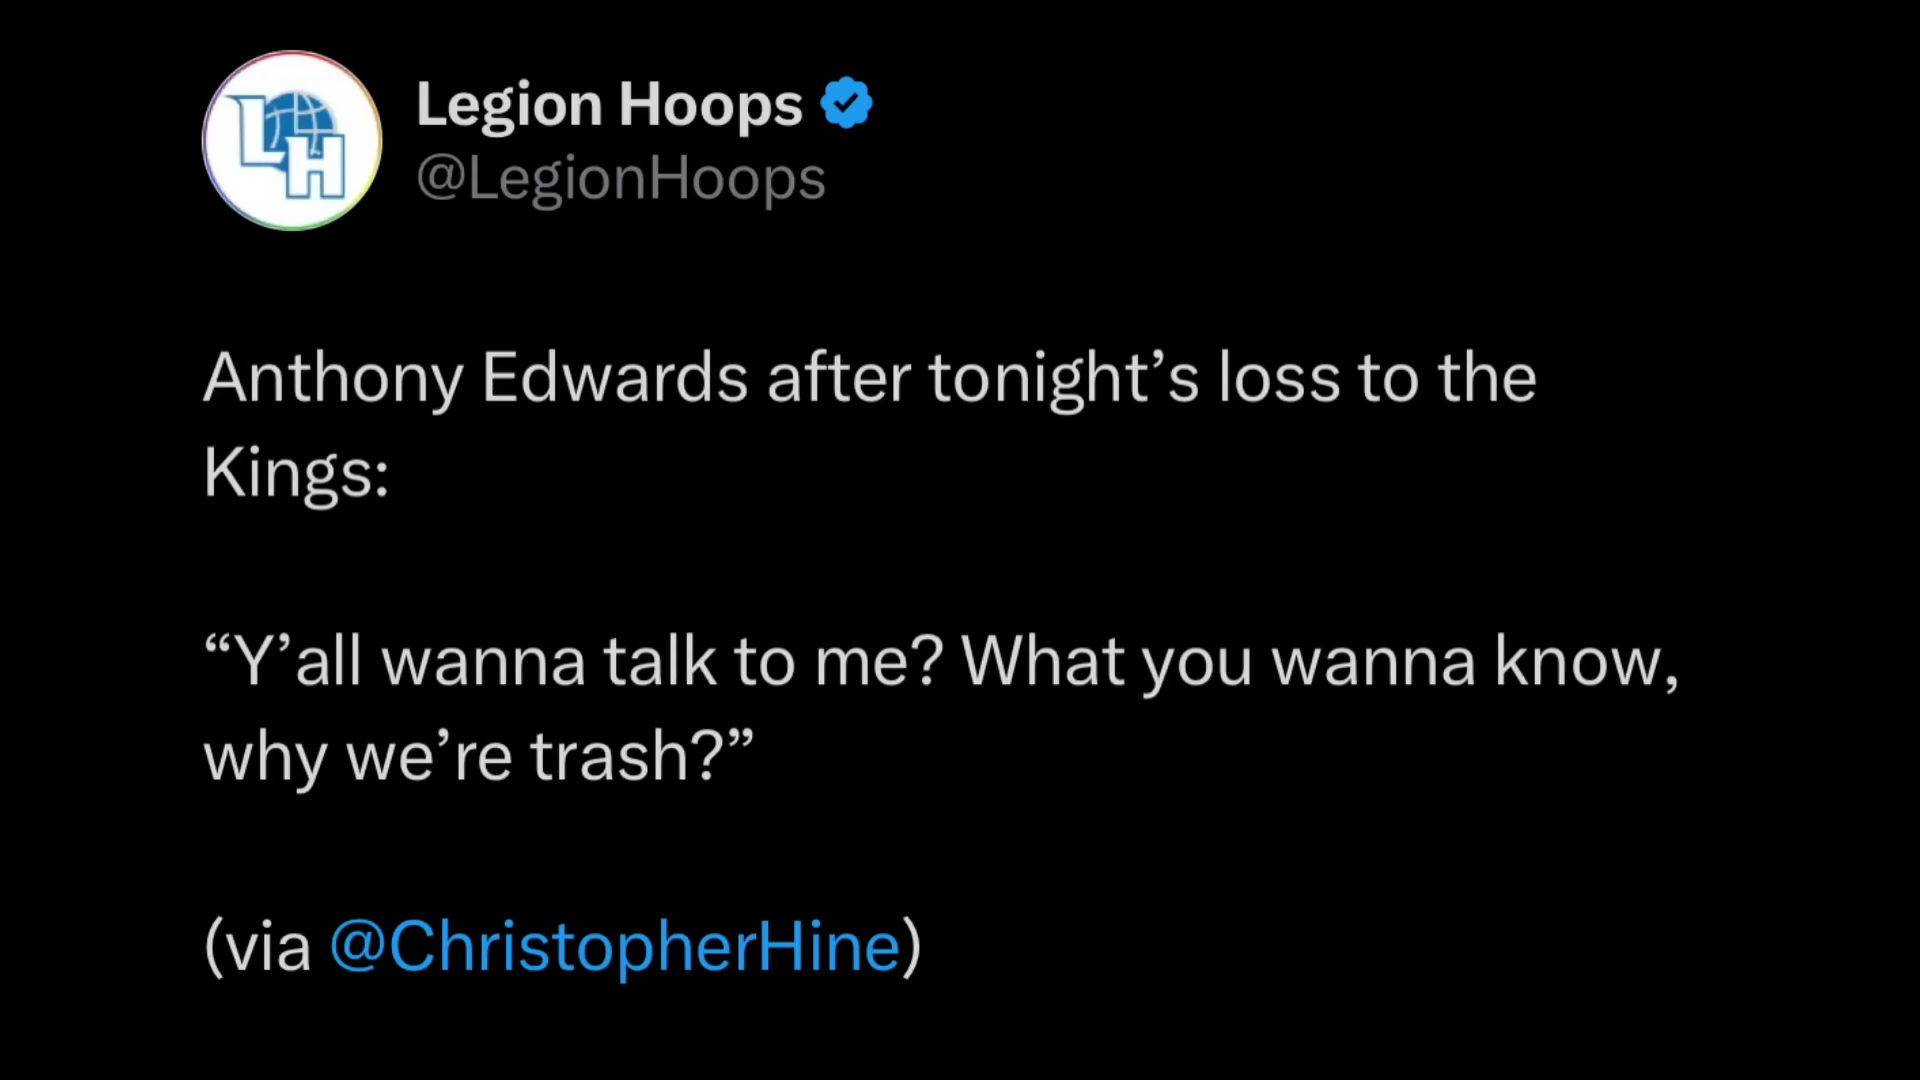 LH
Legion Hoops
@LegionHoops
Anthony Edwards after tonight’s loss to the
Kings:
“Y’all wanna talk to me? What you wanna know,
why we’re trash?”
(via @ChristopherHine)